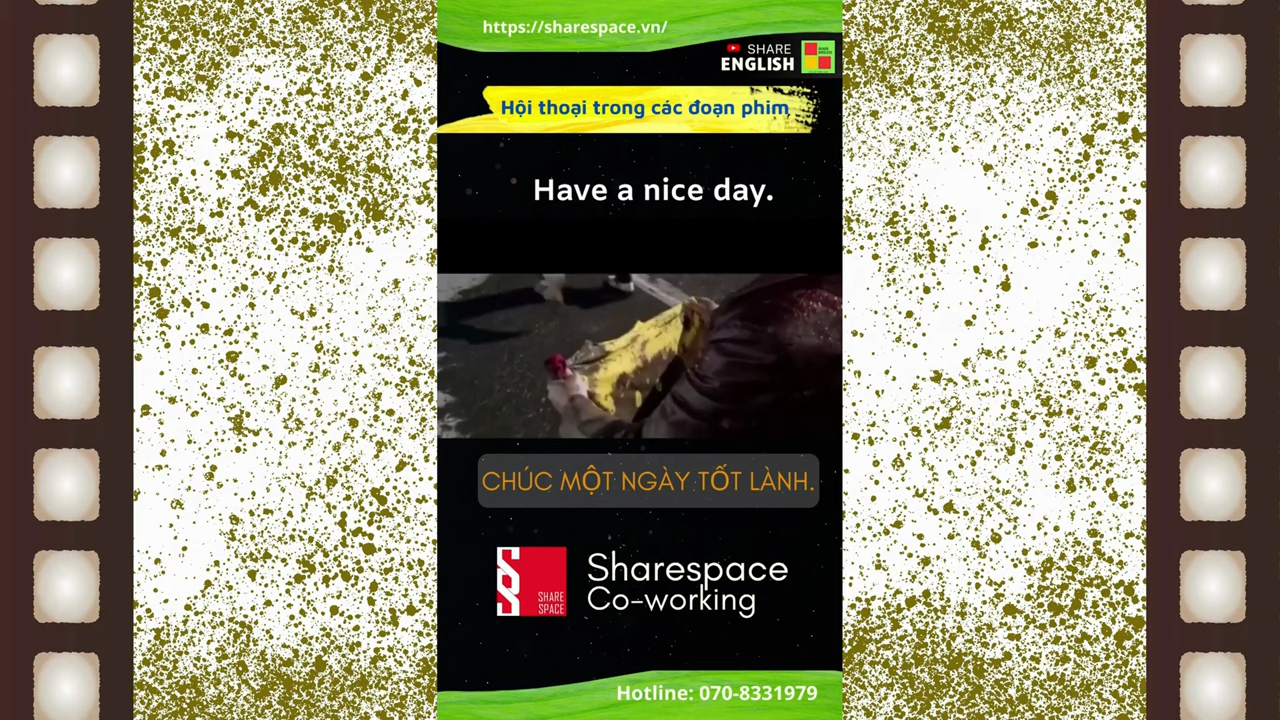 https://sharespace.vn/
SHARE
ENGLISH
Hội thoại trong các đoạn phim
Have a nice day.
CHÚC MỘT NGÀY TỐT LÀNH.
SHARE
SPACE
Sharespace
Co-working
Hotline: 070-8331979